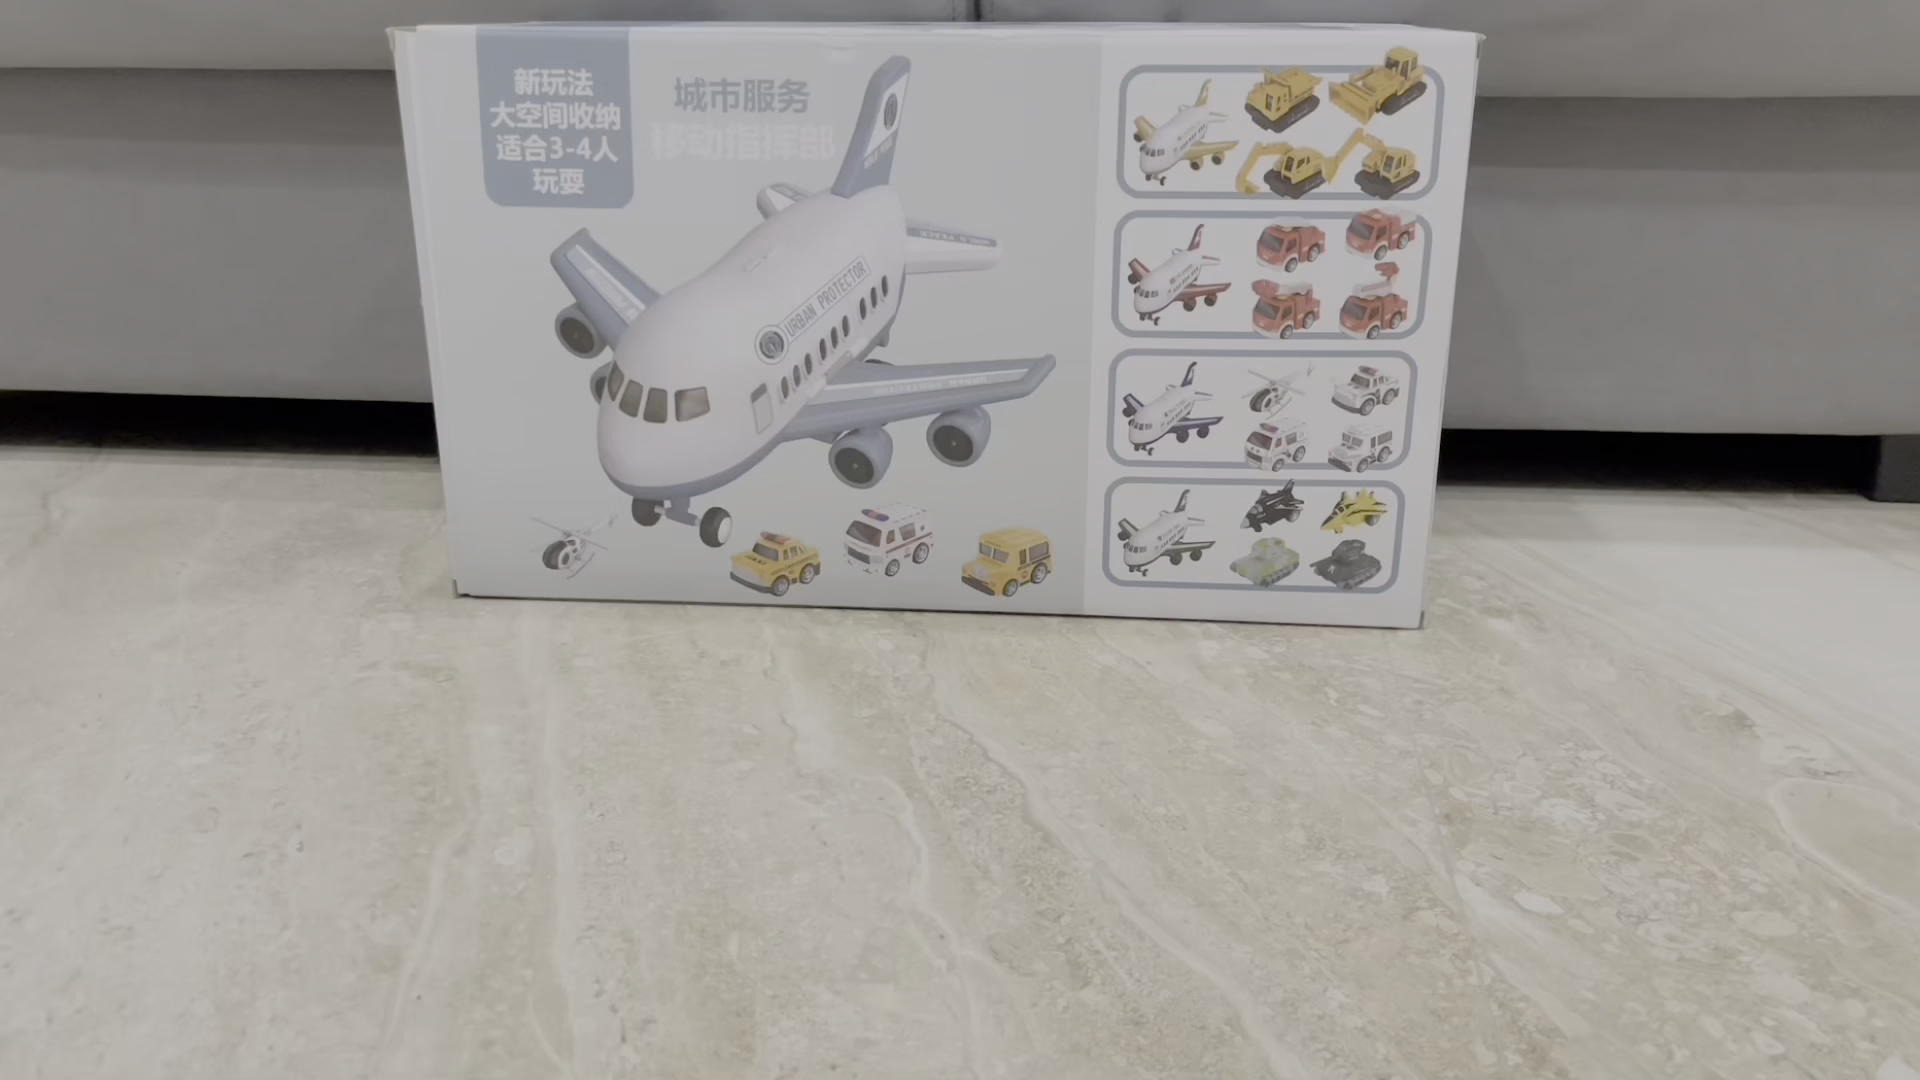 新玩法
大空间收纳
适合3-4人
玩耍
城市服务
移动指挥部
URBAN PROTECTOR